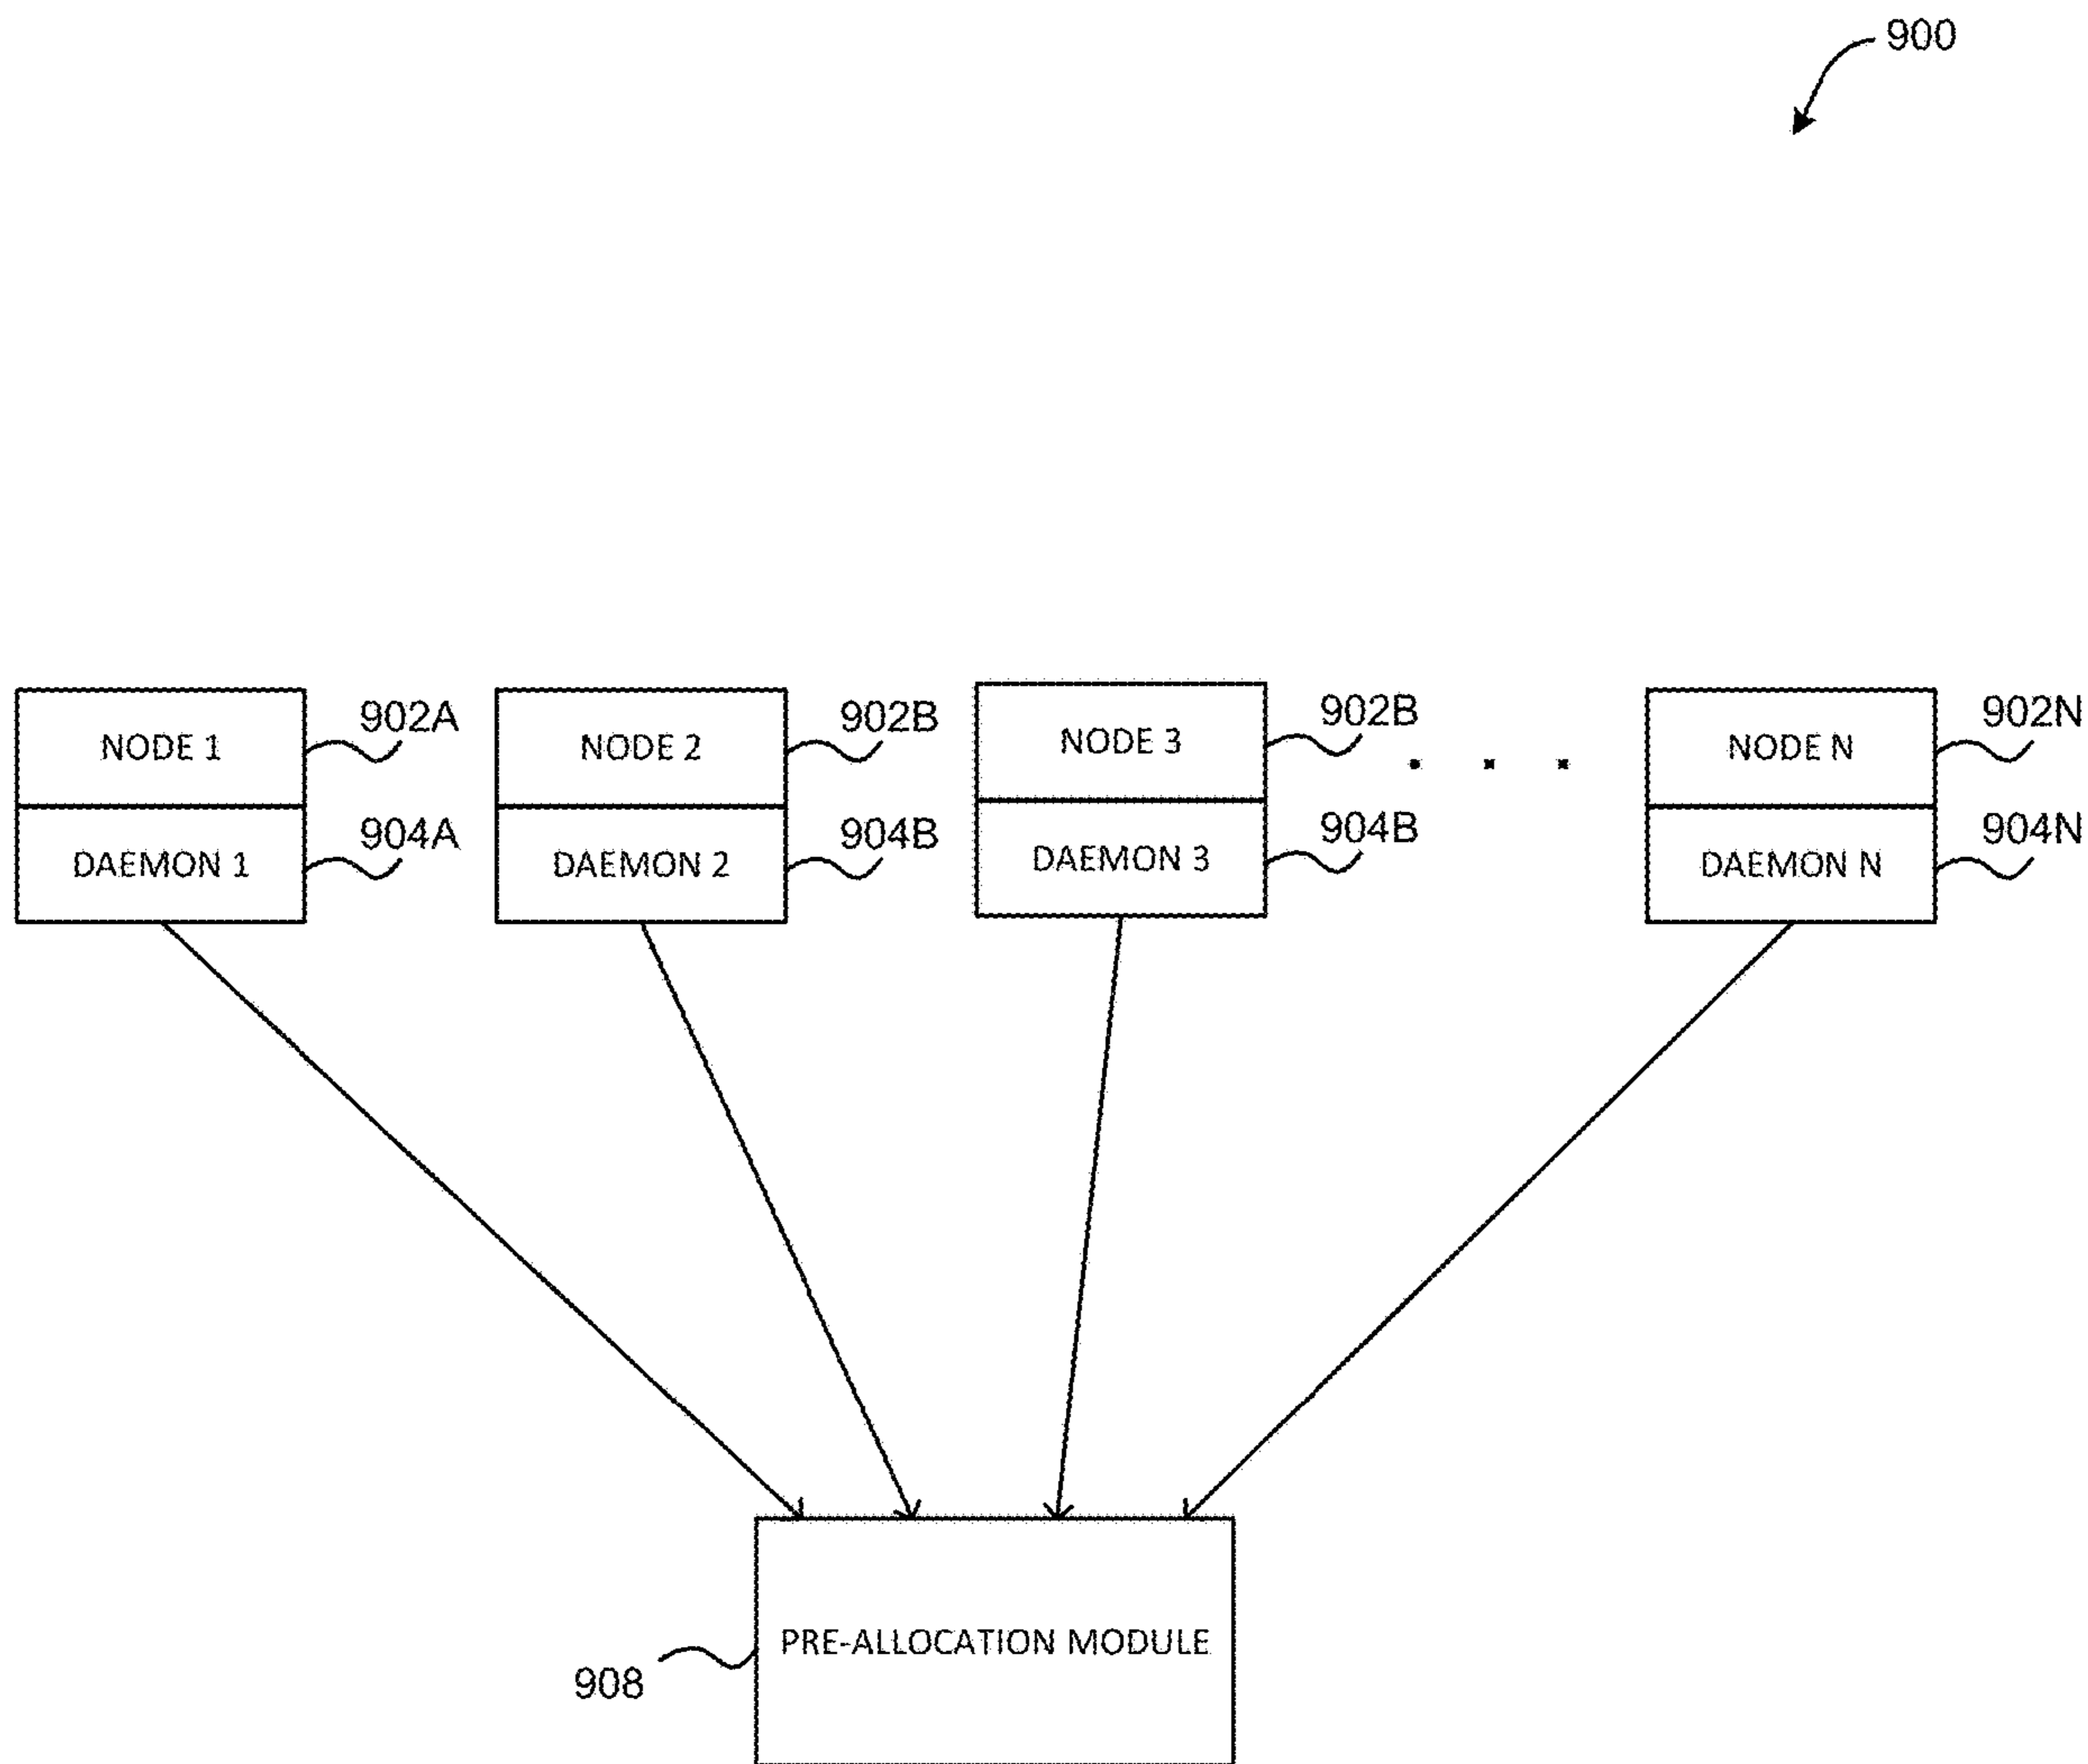 900
NODE 1
902A
NODE 2
902B
NODE 3
902B
. . .
NODE N
902N
DAEMON 1
904A
DAEMON 2
904B
DAEMON 3
904B
DAEMON N
904N
PRE-ALLOCATION MODULE
908